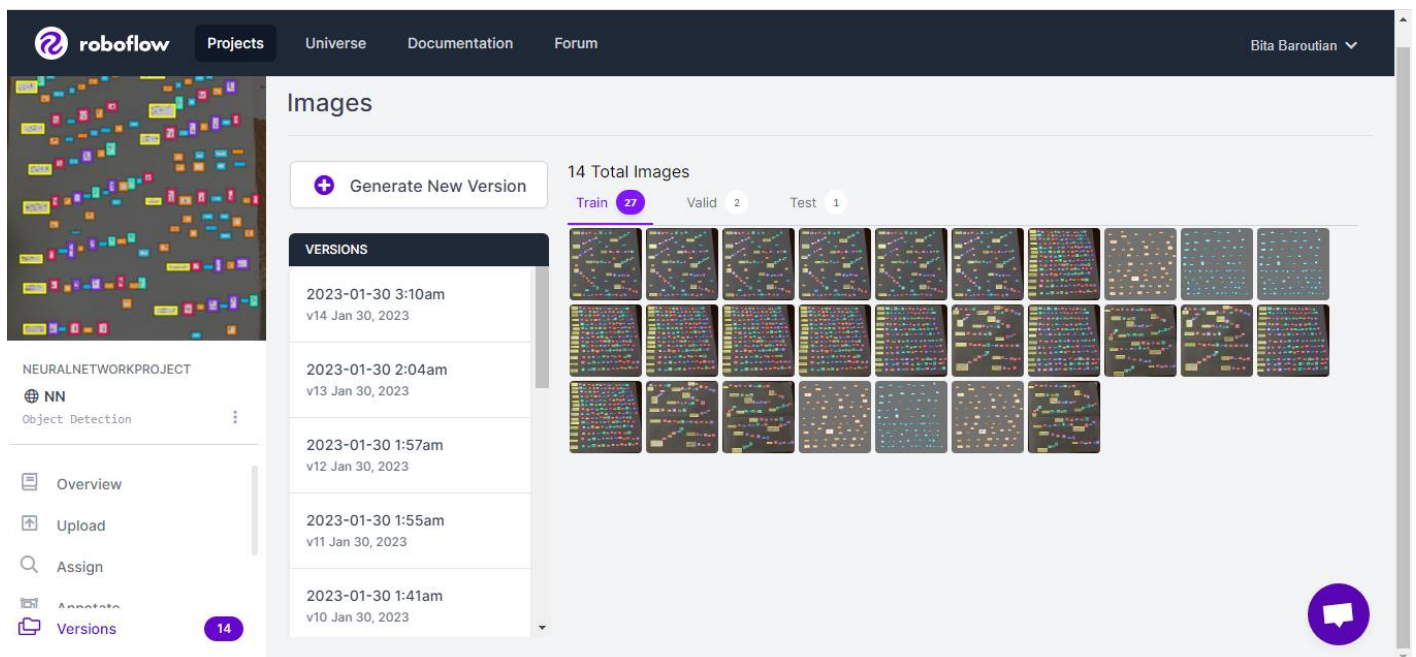 roboflow Projects Universe Documentation Forum Bita Baroutian
Images
Generate New Version
14 Total Images
Train 27 Valid 2 Test 1
VERSIONS
2023-01-30 3:10am
v14 Jan 30, 2023
2023-01-30 2:04am
v13 Jan 30, 2023
2023-01-30 1:57am
v12 Jan 30, 2023
2023-01-30 1:55am
v11 Jan 30, 2023
2023-01-30 1:41am
v10 Jan 30, 2023
NEURALNETWORKPROJECT
NN
Object Detection
Overview
Upload
Assign
Annotate
Versions 14